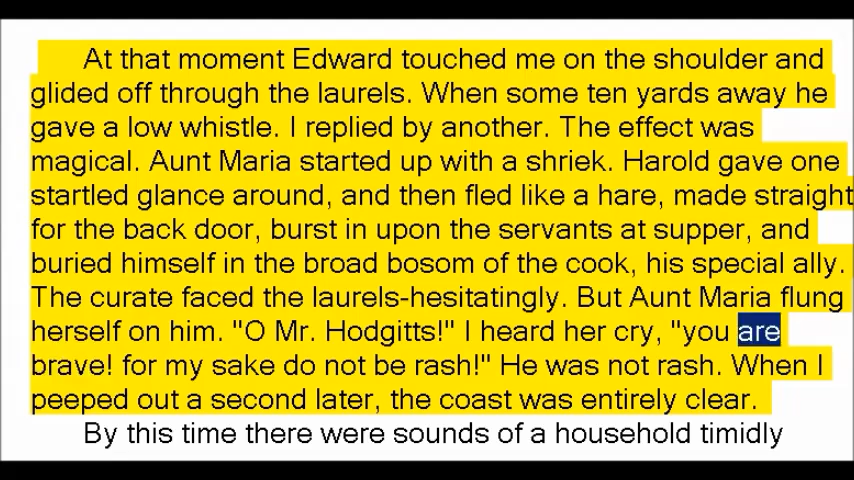 At that moment Edward touched me on the shoulder and
glided off through the laurels. When some ten yards away he
gave a low whistle. I replied by another. The effect was
magical. Aunt Maria started up with a shriek. Harold gave one
startled glance around, and then fled like a hare, made straight
for the back door, burst in upon the servants at supper, and
buried himself in the broad bosom of the cook, his special ally.
The curate faced the laurels-hesitatingly. But Aunt Maria flung
herself on him. "O Mr. Hodgitts!" I heard her cry, "you are
brave! for my sake do not be rash!" He was not rash. When I
peeped out a second later, the coast was entirely clear.
By this time there were sounds of a household timidly